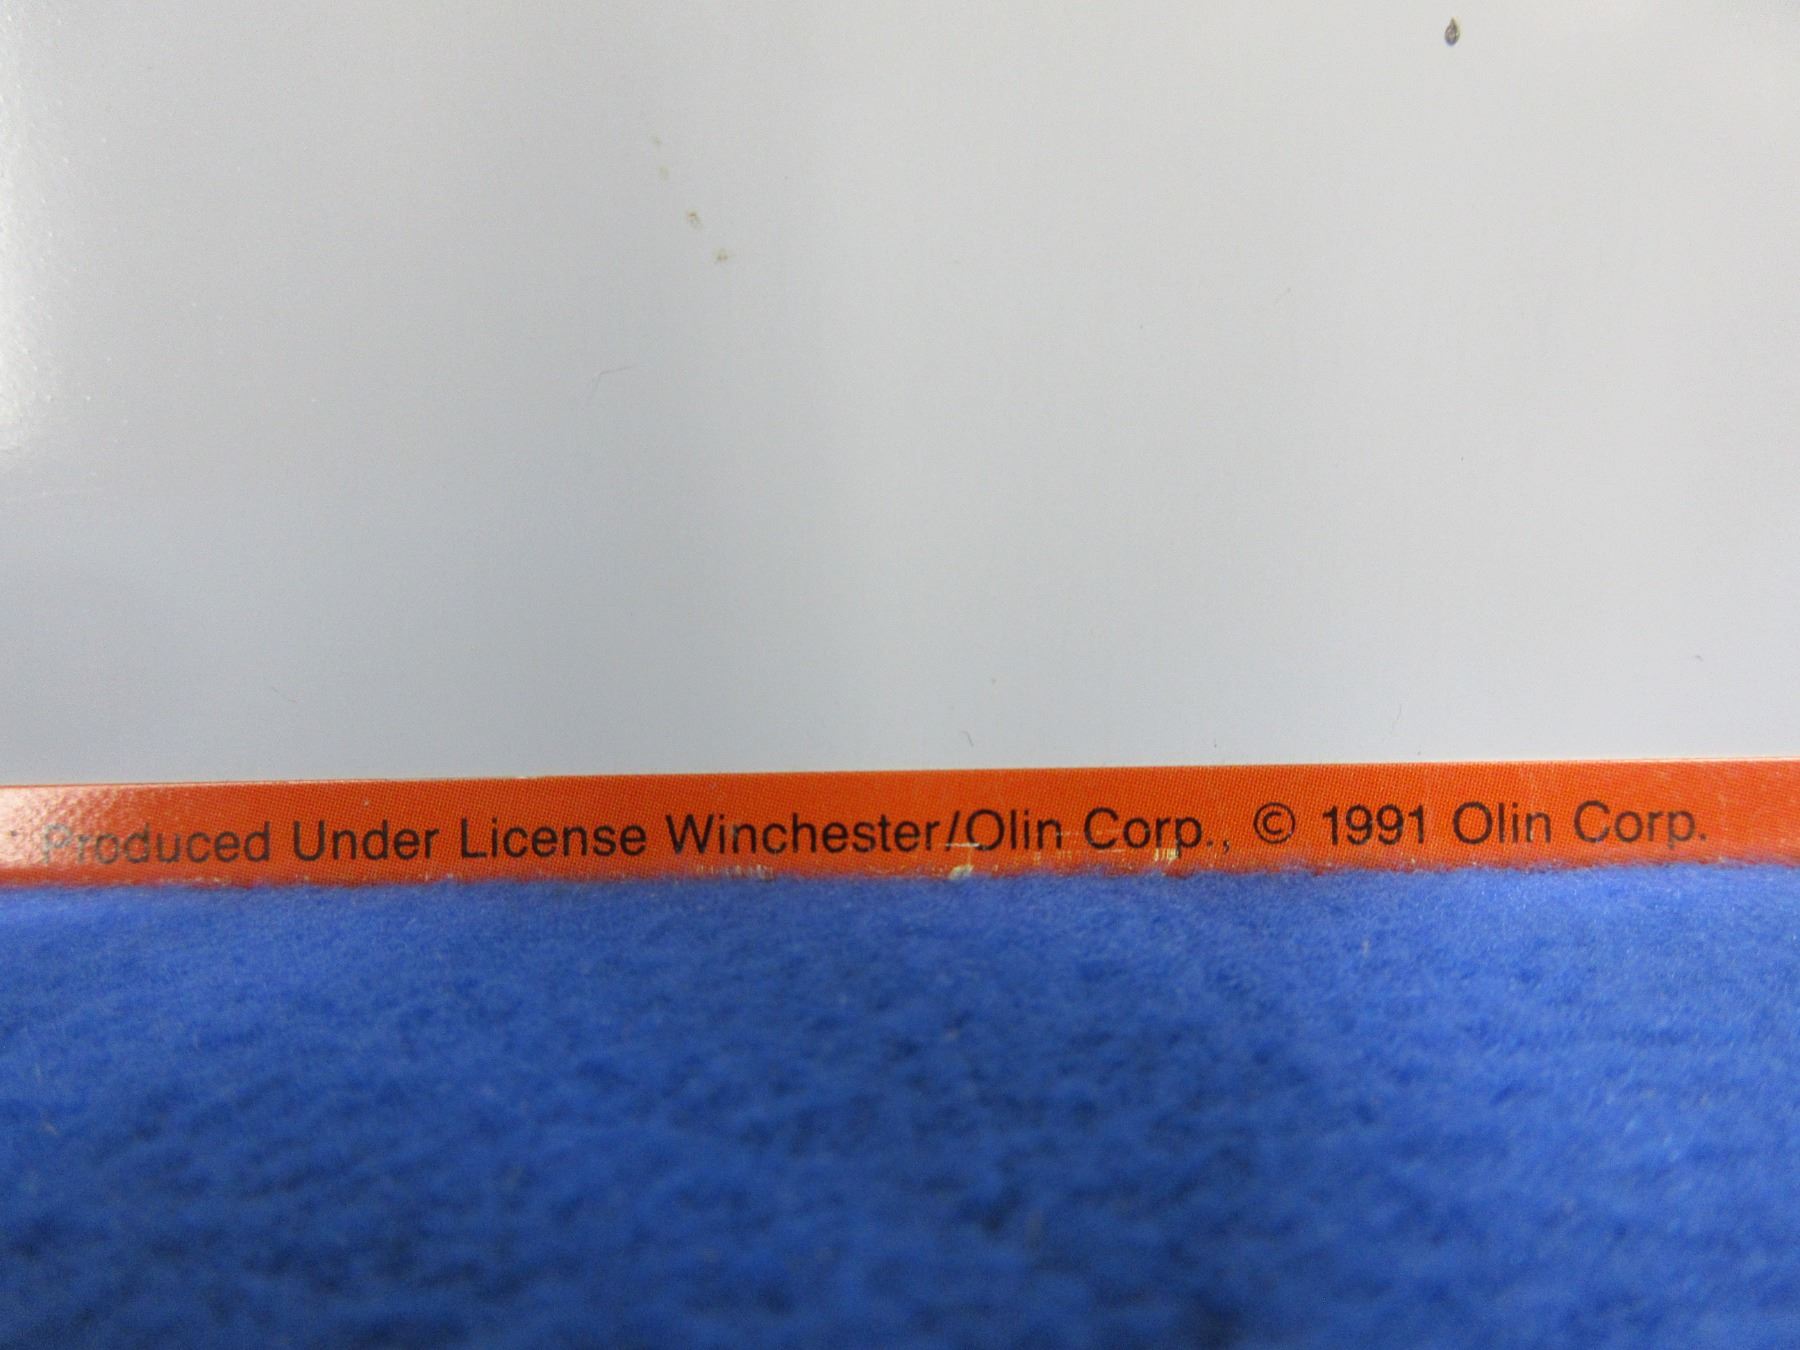 Produced Under License Winchester/Olin Corp., © 1991 Olin Corp.